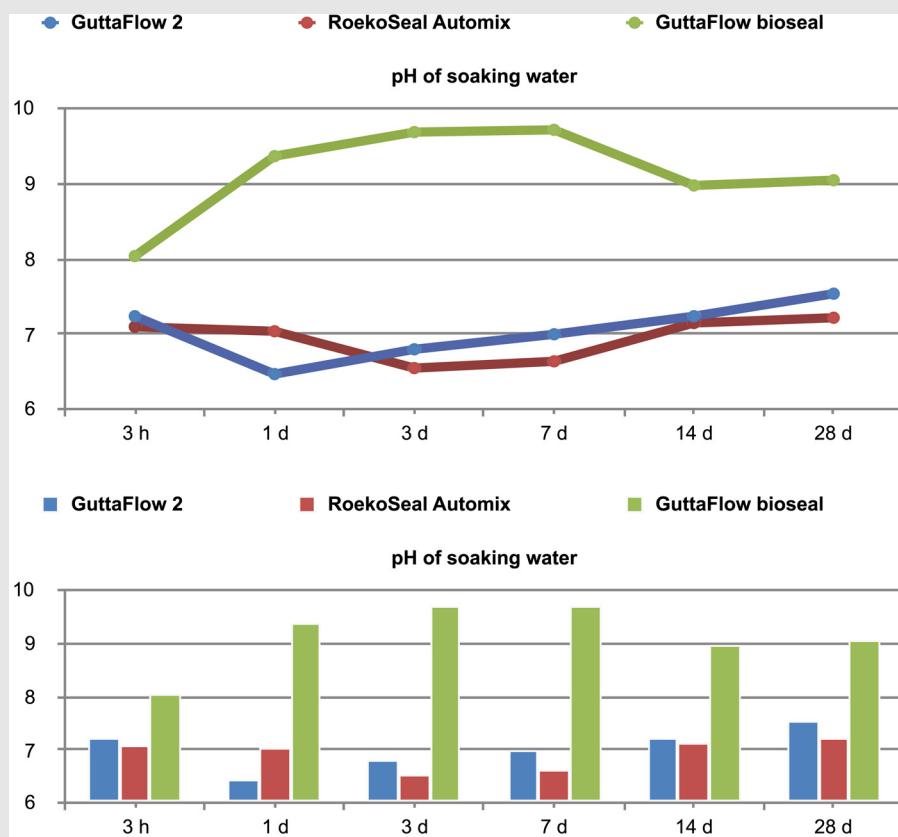 GuttaFlow 2 RoekoSeal Automix GuttaFlow bioseal
pH of soaking water
10
9
8
7
6
3 h 1 d 3 d 7 d 14 d 28 d
GuttaFlow 2 RoekoSeal Automix GuttaFlow bioseal
pH of soaking water
10
9
8
7
6
3 h 1 d 3 d 7 d 14 d 28 d